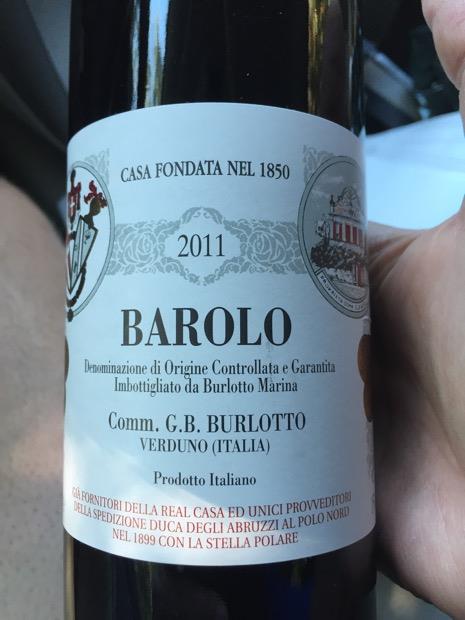 CASA FONDATA NEL 1850
2011
BAROLO
Denominazione di Origine Controllata e Garantita
Imbottigliato da Burlotto Marina
Comm. G.B. BURLOTTO
VERDUNO (ITALIA)
Prodotto Italiano
GIÀ FORNITORI DELLA REAL CASA ED UNICI PROVVEDITORI
DELLA SPEDIZIONE DUCA DEGLI ABRUZZI AL POLO NORD
NEL 1899 CON LA STELLA POLARE